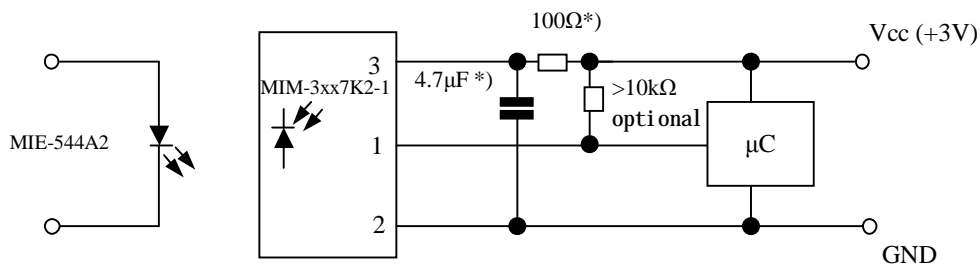 100Ω*)
Vcc (+3V)
3
4.7μF *)
MIM-3xx7K2-1
>10kΩ
optional
MIE-544A2
1
μC
2
GND